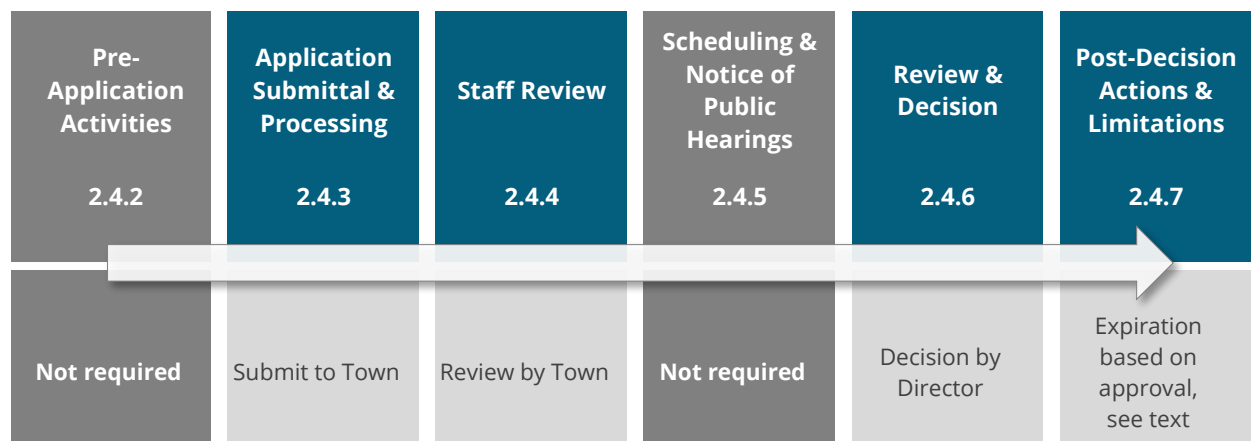 Pre-
Application
Activities
2.4.2
Application
Submittal &
Processing
2.4.3
Staff Review
2.4.4
Scheduling &
Notice of
Public
Hearings
2.4.5
Review &
Decision
2.4.6
Post-Decision
Actions &
Limitations
2.4.7
Not required
Submit to Town
Review by Town
Not required
Decision by
Director
Expiration
based on
approval,
see text